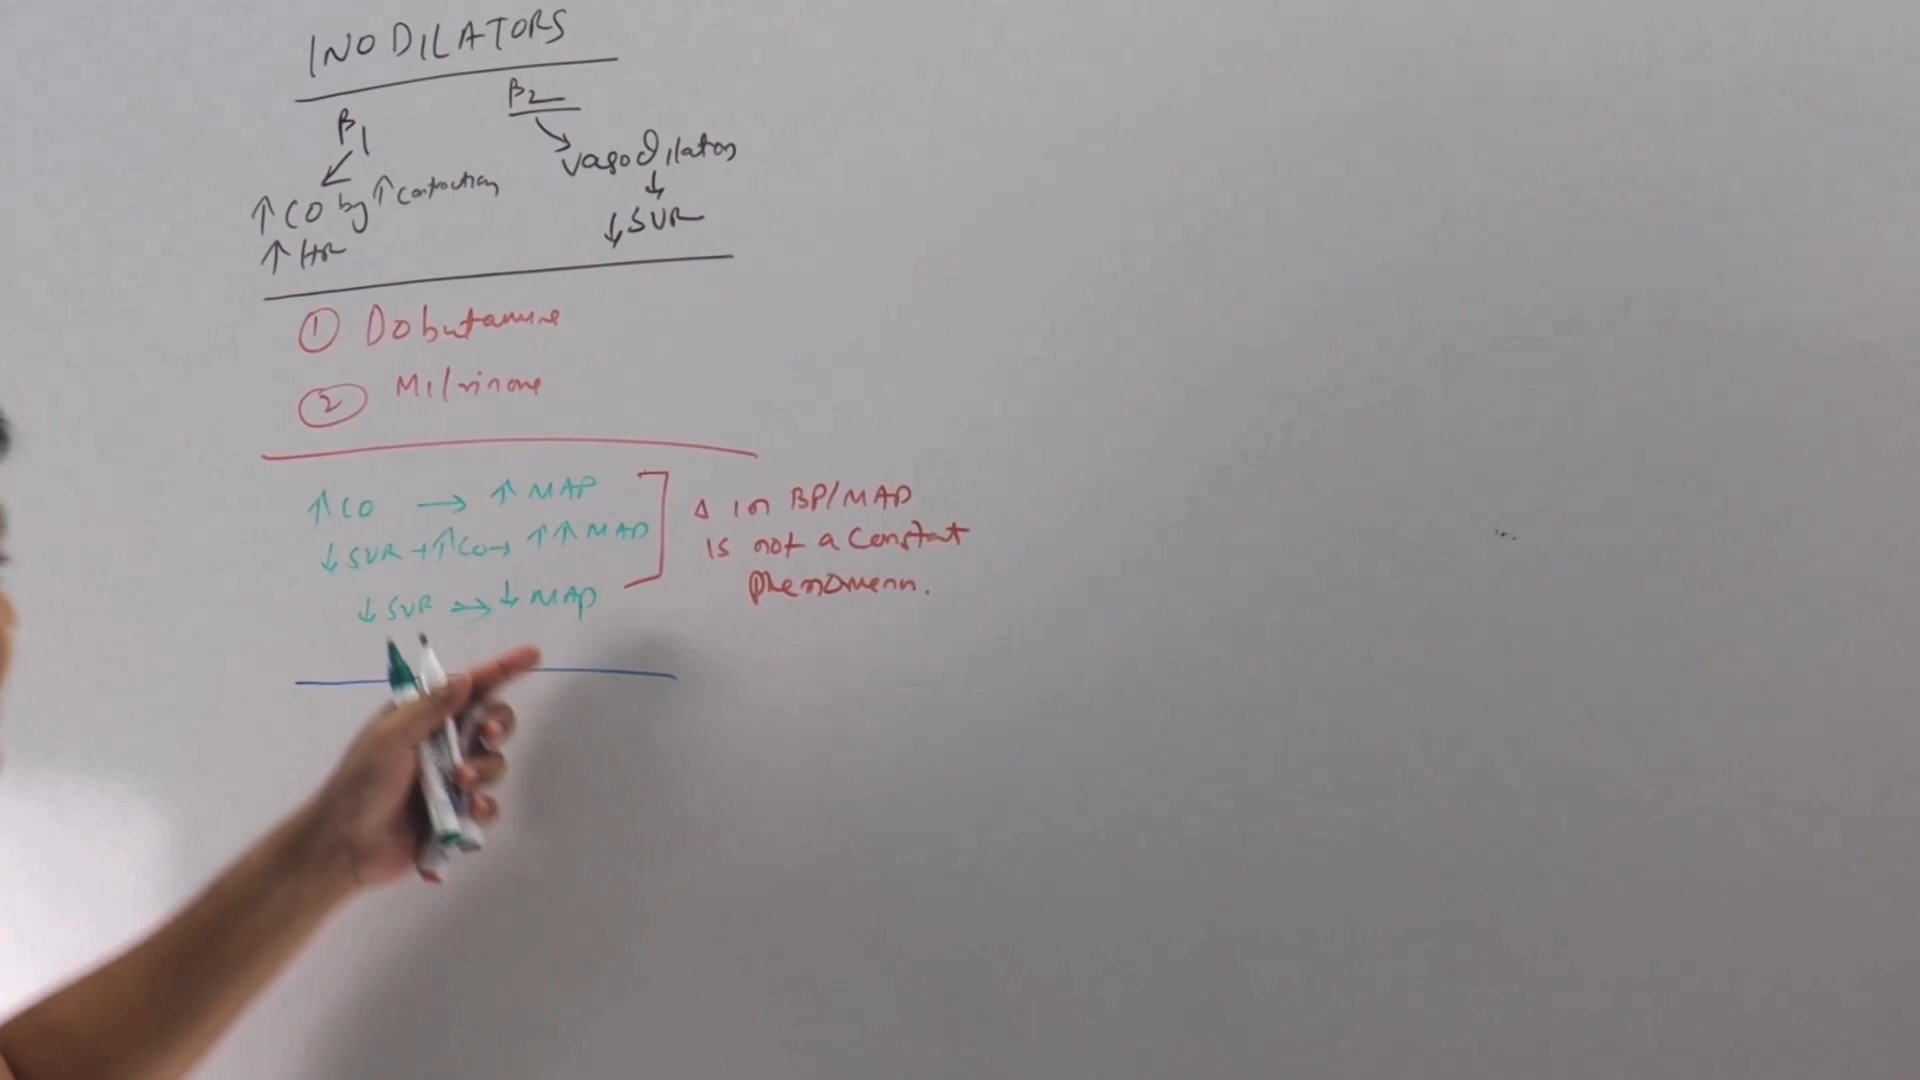 INODILATORS
β1
β2
↑CO by ↑contraction
↑HR
vasodilation
↓
↓SVR
① Dobutamine
② Milrinone
↑CO → ↑ MAP
↓SVR + ↑CO → ↑↑ MAP
↓SVR → ↓ MAP
Δ in BP/MAP
is not a constant
phenomenn.